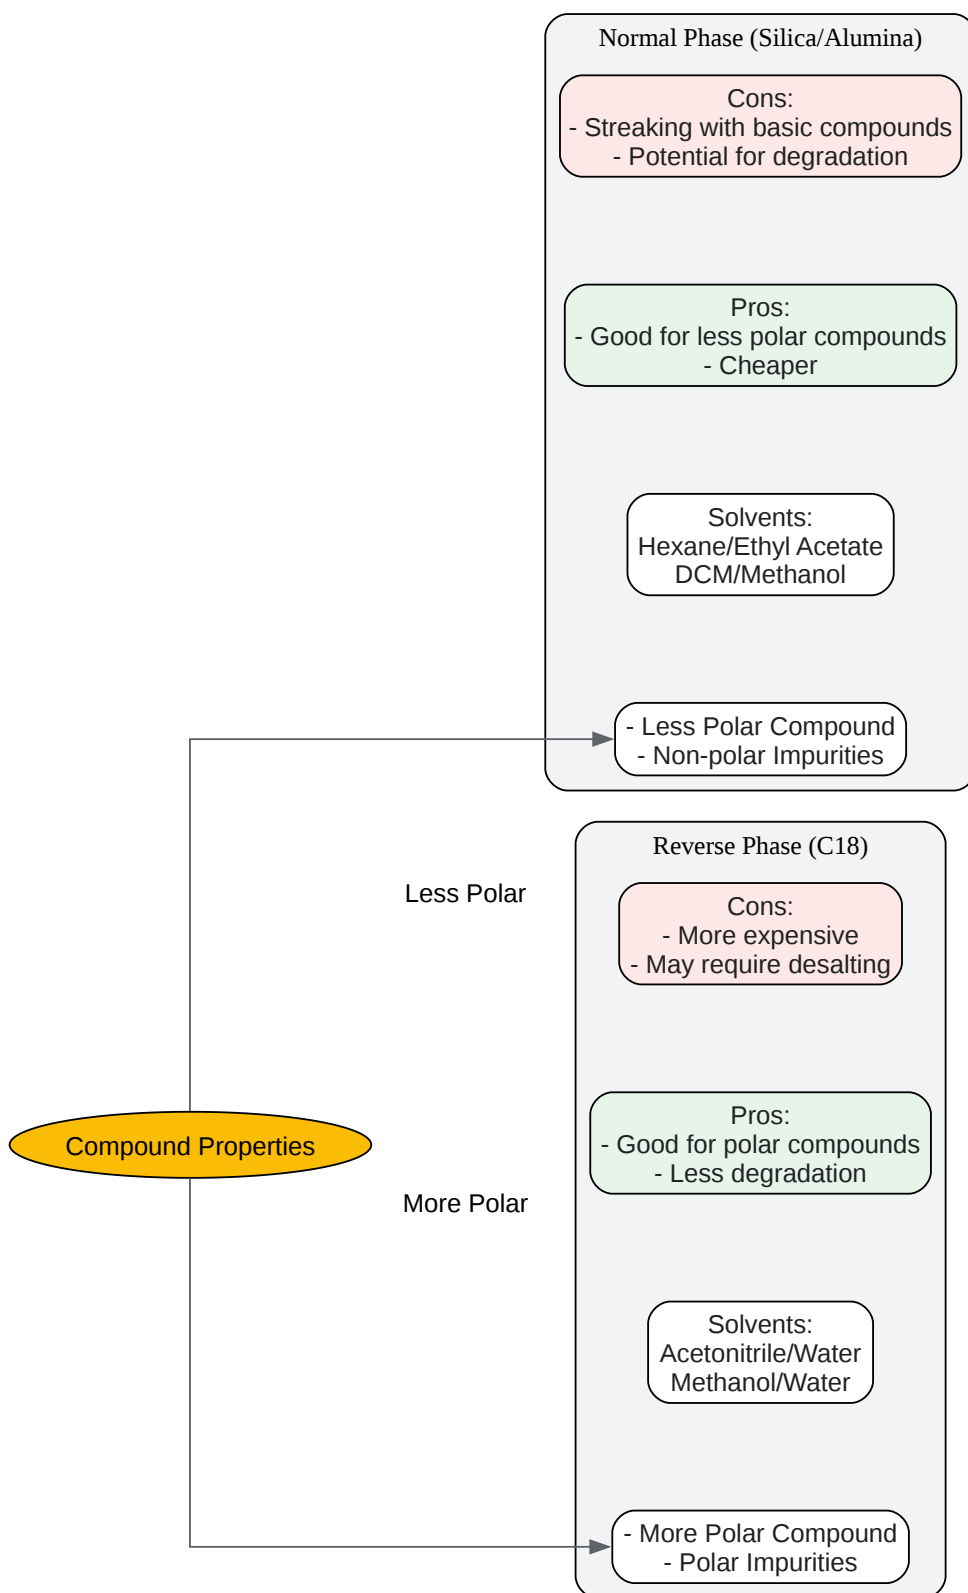 Normal Phase (Silica/Alumina)
Cons:
- Streaking with basic compounds
- Potential for degradation
Pros:
- Good for less polar compounds
- Cheaper
Solvents:
Hexane/Ethyl Acetate
DCM/Methanol
- Less Polar Compound
- Non-polar Impurities
Less Polar
Compound Properties
More Polar
Reverse Phase (C18)
Cons:
- More expensive
- May require desalting
Pros:
- Good for polar compounds
- Less degradation
Solvents:
Acetonitrile/Water
Methanol/Water
- More Polar Compound
- Polar Impurities